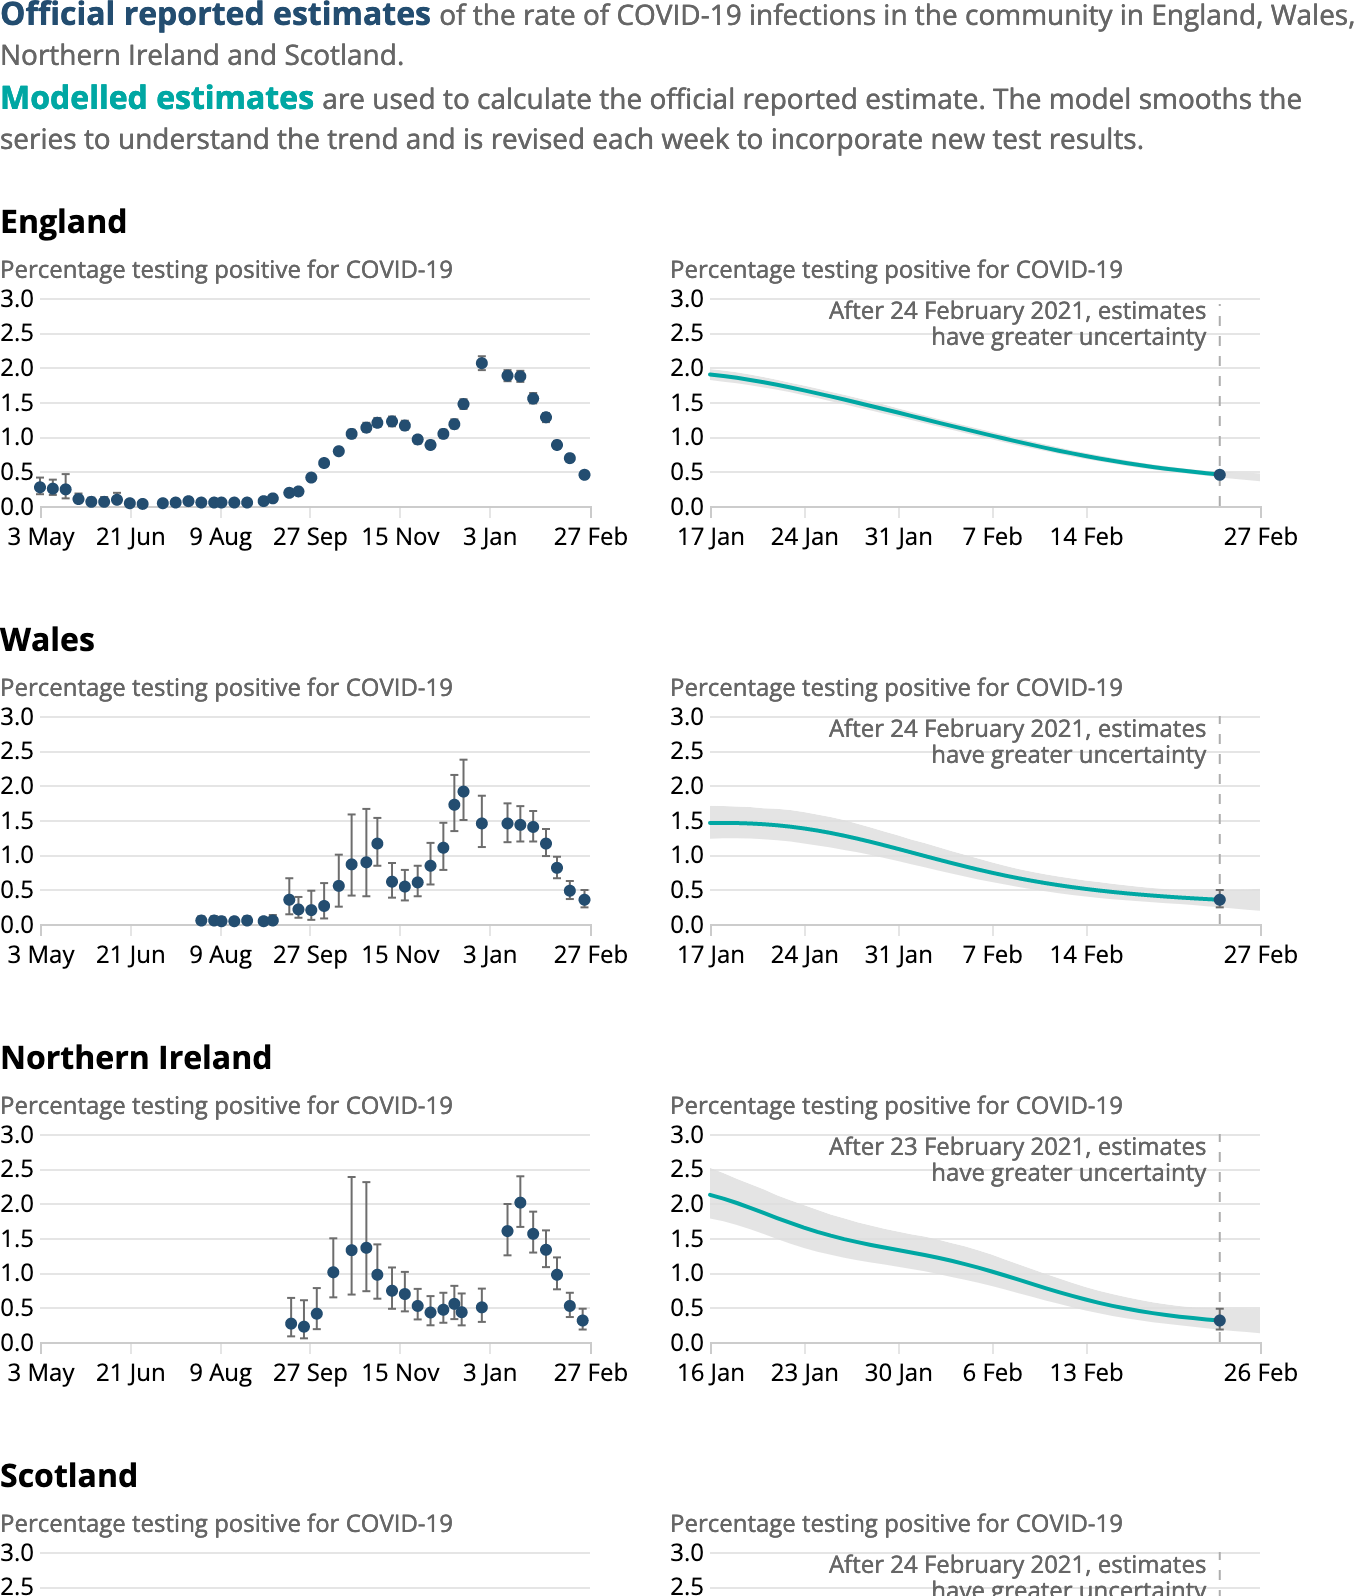 Official reported estimates of the rate of COVID-19 infections in the community in England, Wales,
Northern Ireland and Scotland.
Modelled estimates are used to calculate the official reported estimate. The model smooths the
series to understand the trend and is revised each week to incorporate new test results.
England
Percentage testing positive for COVID-19
3.0
2.5
2.0
1.5
1.0
0.5
0.0
3 May 21 Jun 9 Aug 27 Sep 15 Nov 3 Jan 27 Feb
Percentage testing positive for COVID-19
After 24 February 2021, estimates
have greater uncertainty
3.0
2.5
2.0
1.5
1.0
0.5
0.0
17 Jan 24 Jan 31 Jan 7 Feb 14 Feb 27 Feb
Wales
Percentage testing positive for COVID-19
3.0
2.5
2.0
1.5
1.0
0.5
0.0
3 May 21 Jun 9 Aug 27 Sep 15 Nov 3 Jan 27 Feb
Percentage testing positive for COVID-19
After 24 February 2021, estimates
have greater uncertainty
3.0
2.5
2.0
1.5
1.0
0.5
0.0
17 Jan 24 Jan 31 Jan 7 Feb 14 Feb 27 Feb
Northern Ireland
Percentage testing positive for COVID-19
3.0
2.5
2.0
1.5
1.0
0.5
0.0
3 May 21 Jun 9 Aug 27 Sep 15 Nov 3 Jan 27 Feb
Percentage testing positive for COVID-19
After 23 February 2021, estimates
have greater uncertainty
3.0
2.5
2.0
1.5
1.0
0.5
0.0
16 Jan 23 Jan 30 Jan 6 Feb 13 Feb 26 Feb
Scotland
Percentage testing positive for COVID-19
3.0
2.5
Percentage testing positive for COVID-19
After 24 February 2021, estimates
have greater uncertainty
3.0
2.5